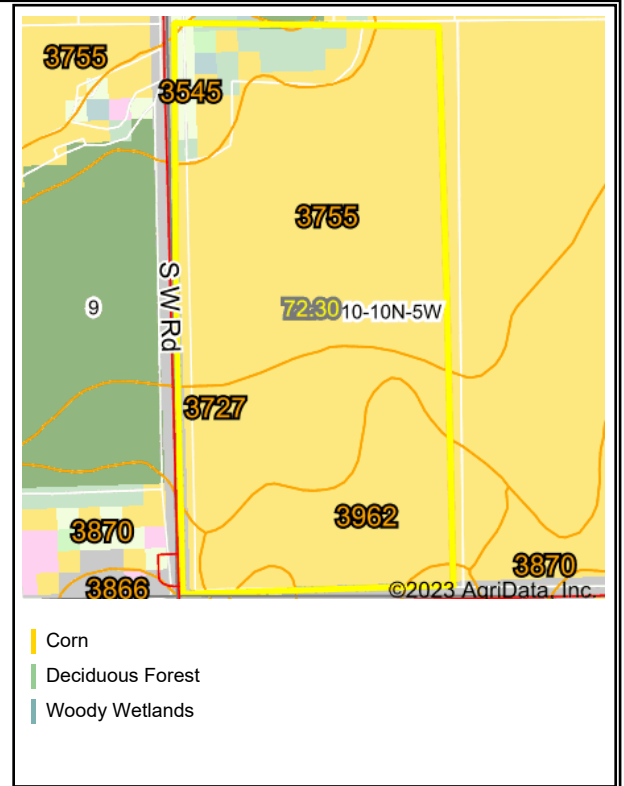 3755
3545
3755
S W Rd
9
72.30
10-10N-5W
3727
3962
3870
3870
3866
©2023 AgriData, Inc.
Corn
Deciduous Forest
Woody Wetlands